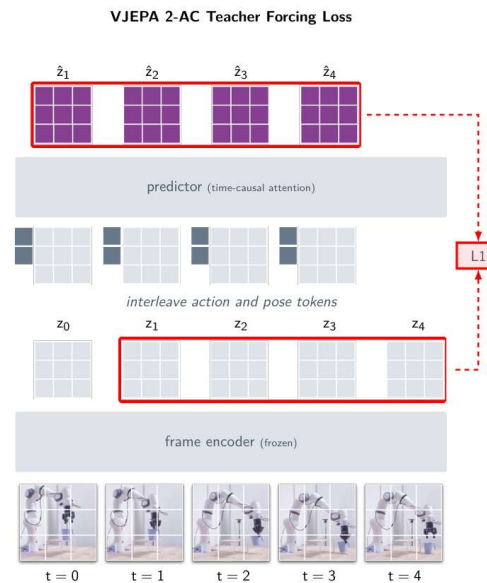 VJEPA 2-AC Teacher Forcing Loss
ẑ₁ ẑ₂ ẑ₃ ẑ₄
predictor (time-causal attention)
L1
interleave action and pose tokens
z₀ z₁ z₂ z₃ z₄
frame encoder (frozen)
t = 0 t = 1 t = 2 t = 3 t = 4